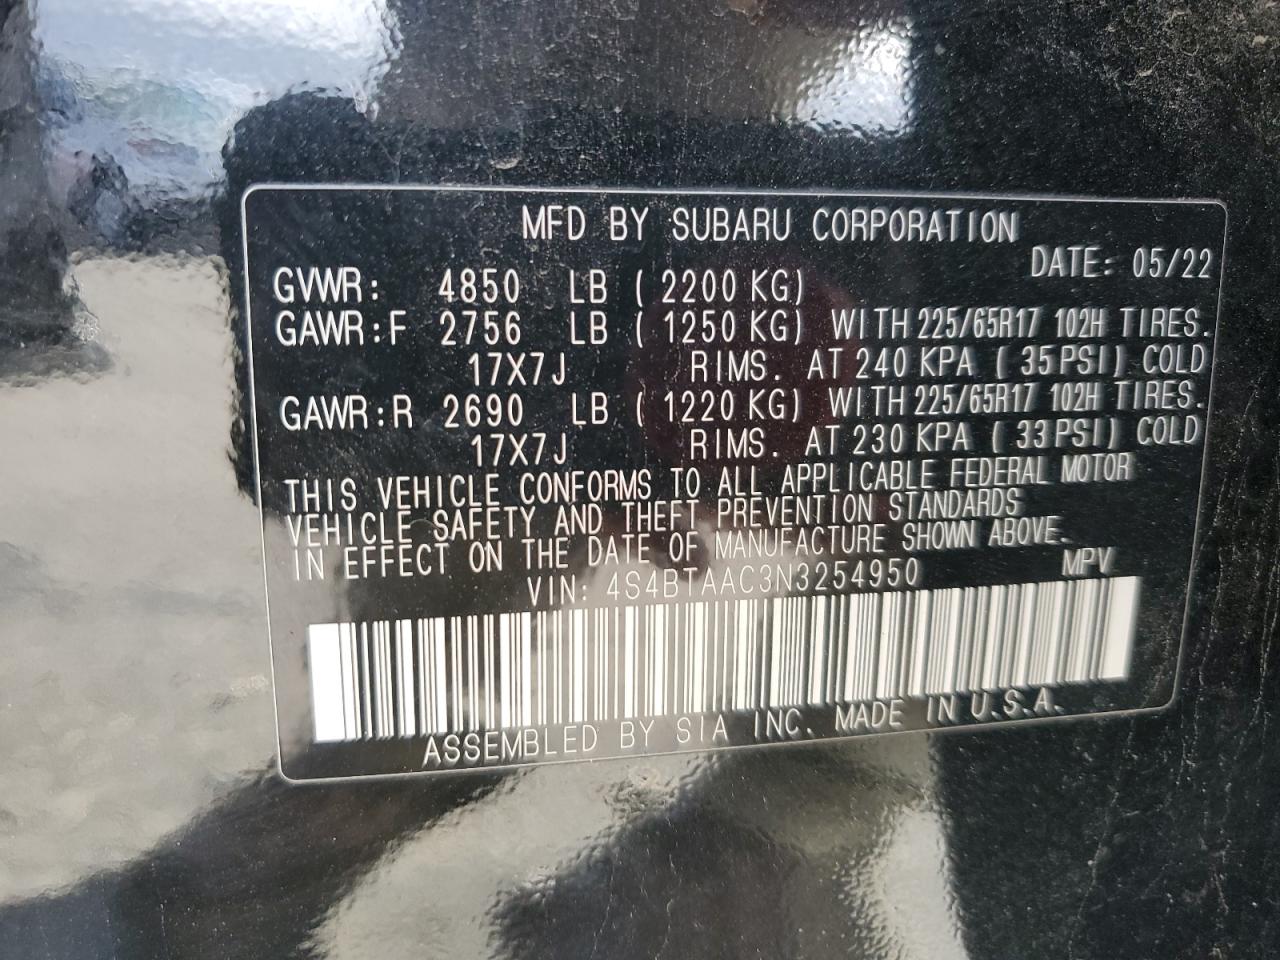 MFD BY SUBARU CORPORATION
DATE: 05/22
GVWR: 4850 LB ( 2200 KG)
GAWR:F 2756 LB ( 1250 KG) WITH 225/65R17 102H TIRES.
17X7J RIMS. AT 240 KPA ( 35 PSI) COLD
GAWR:R 2690 LB ( 1220 KG) WITH 225/65R17 102H TIRES.
17X7J RIMS. AT 230 KPA ( 33 PSI) COLD
THIS VEHICLE CONFORMS TO ALL APPLICABLE FEDERAL MOTOR
VEHICLE SAFETY AND THEFT PREVENTION STANDARDS
IN EFFECT ON THE DATE OF MANUFACTURE SHOWN ABOVE.
VIN: 4S4BTAAC3N3254950 MPV
ASSEMBLED BY SIA INC. MADE IN U.S.A.